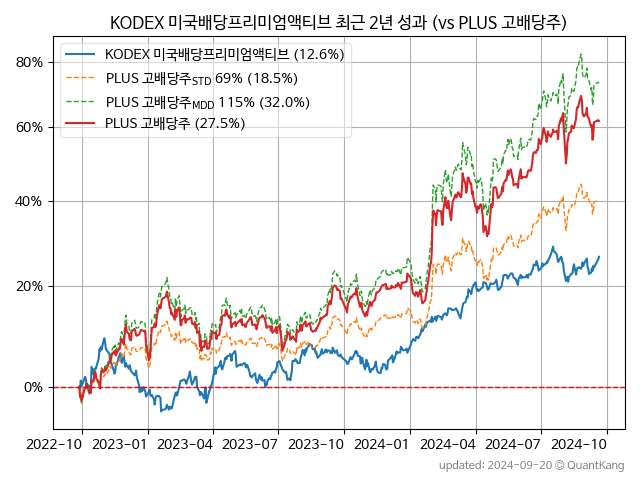 KODEX 미국배당프리미엄액티브 최근 2년 성과 (vs PLUS 고배당주)
KODEX 미국배당프리미엄액티브 (12.6%)
PLUS 고배당주STD 69% (18.5%)
PLUS 고배당주MDD 115% (32.0%)
PLUS 고배당주 (27.5%)
80%
60%
40%
20%
0%
2022-10 2023-01 2023-04 2023-07 2023-10 2024-01 2024-04 2024-07 2024-10
updated: 2024-09-20 © QuantKang